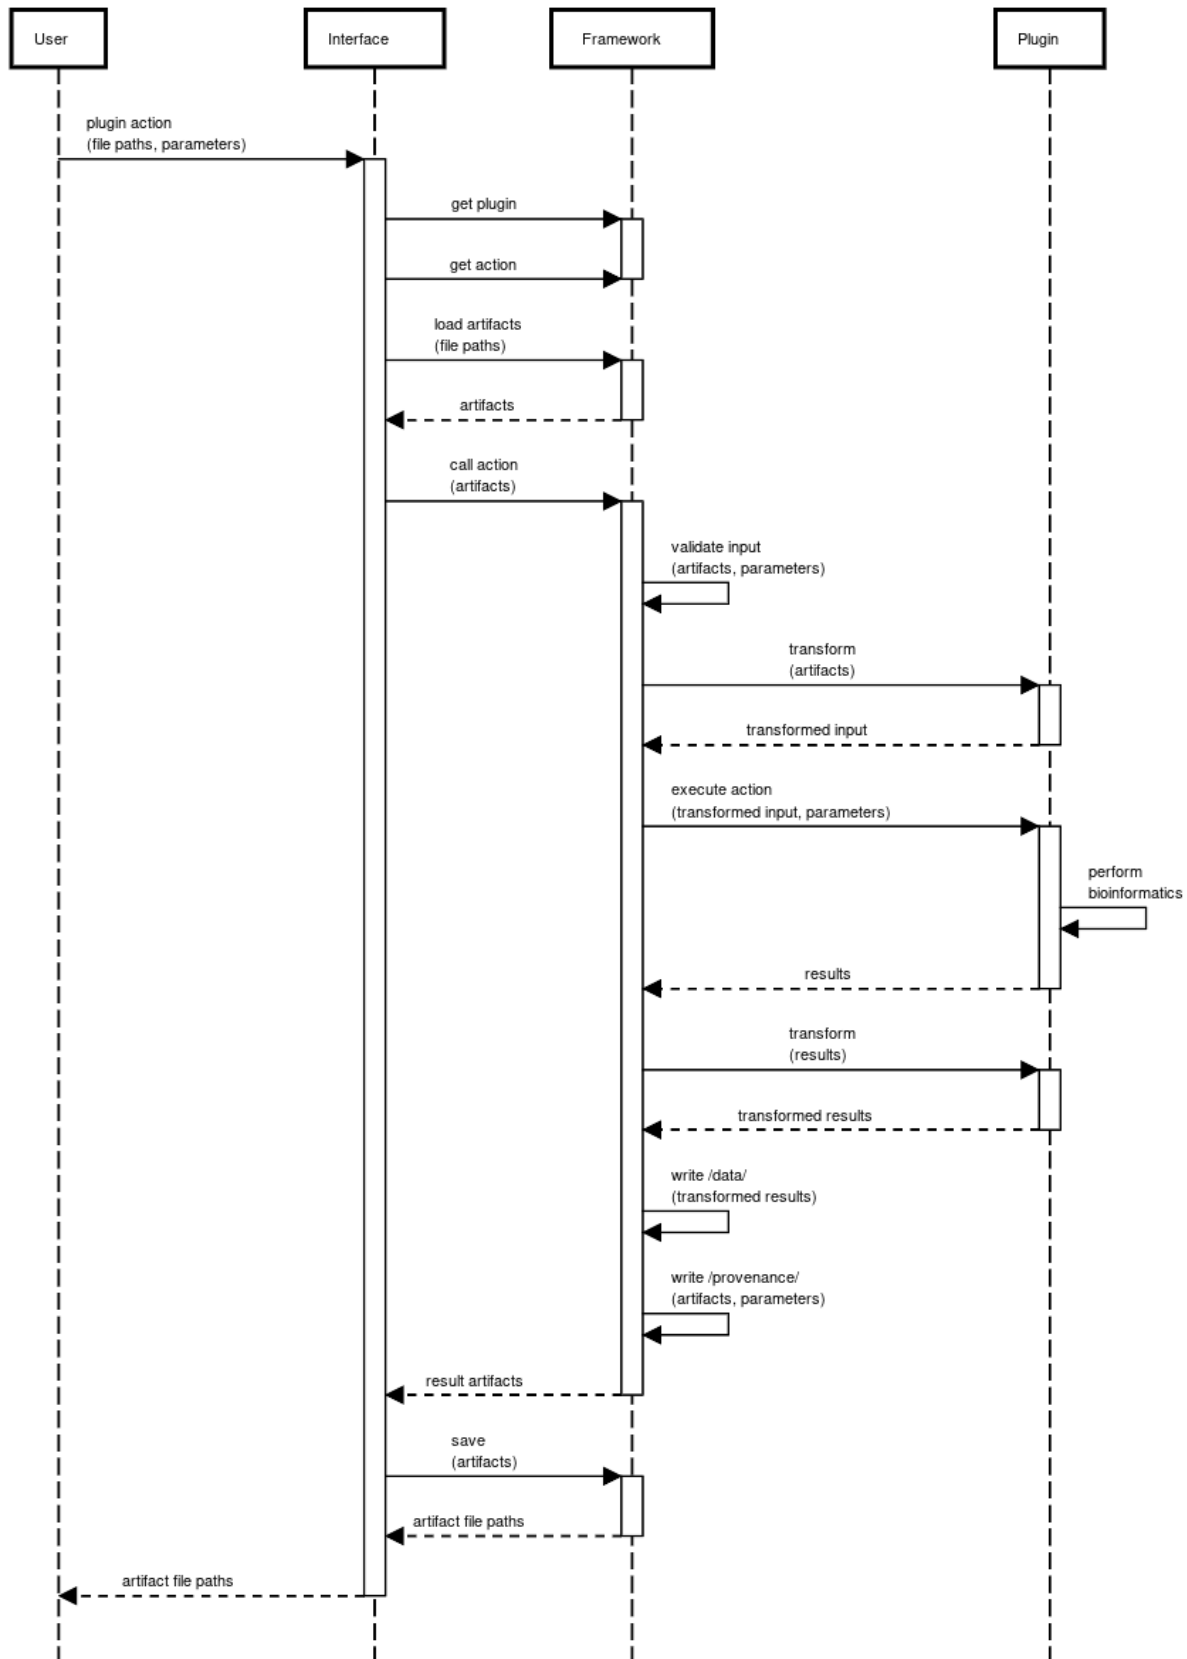 User
Interface
Framework
Plugin
plugin action
(file paths, parameters)
get plugin
get action
load artifacts
(file paths)
artifacts
call action
(artifacts)
validate input
(artifacts, parameters)
transform
(artifacts)
transformed input
execute action
(transformed input, parameters)
perform
bioinformatics
results
transform
(results)
transformed results
write /data/
(transformed results)
write /provenance/
(artifacts, parameters)
result artifacts
save
(artifacts)
artifact file paths
artifact file paths